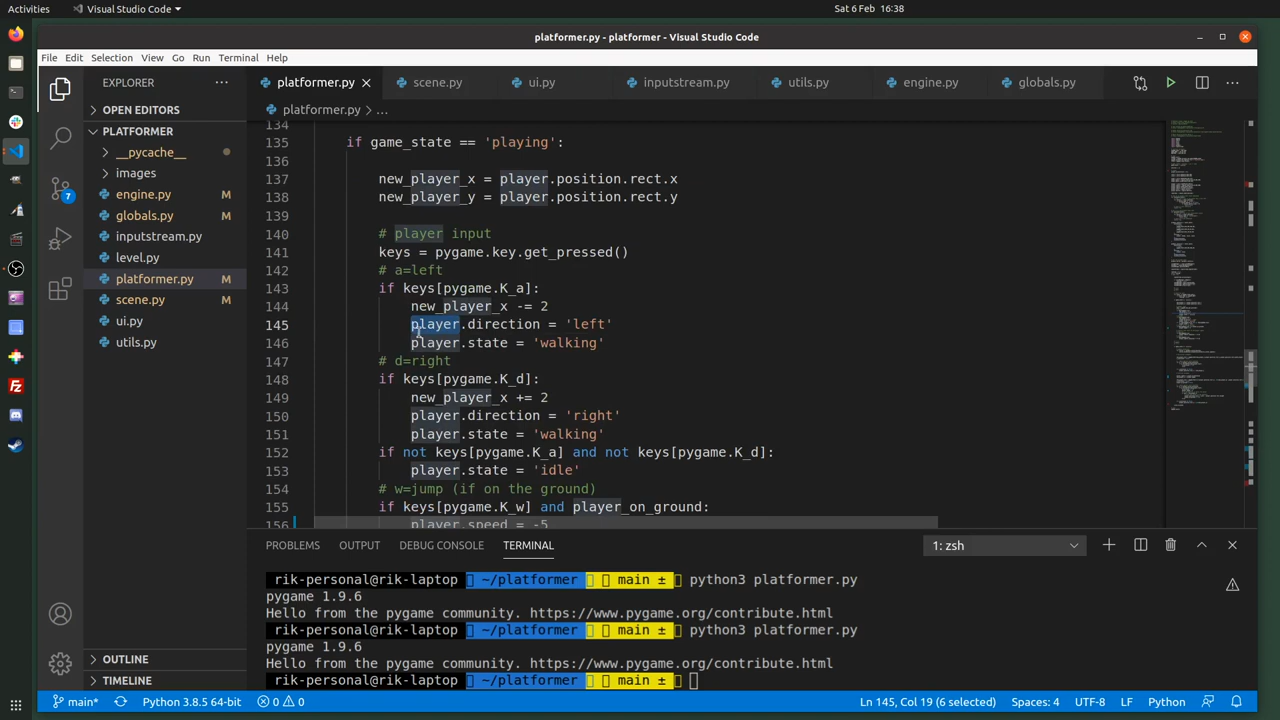 Activities Visual Studio Code Sat 6 Feb 16:38
platformer.py - platformer - Visual Studio Code
File Edit Selection View Go Run Terminal Help
EXPLORER
OPEN EDITORS
PLATFORMER
__pycache__
images
engine.py M
globals.py M
inputstream.py
level.py
platformer.py M
scene.py M
ui.py
utils.py
OUTLINE
TIMELINE
7
platformer.py scene.py ui.py inputstream.py utils.py engine.py globals.py
platformer.py > ...
134
135 if game_state == 'playing':
136
137 new_player_x = player.position.rect.x
138 new_player_y = player.position.rect.y
139
140 # player input
141 keys = pygame.key.get_pressed()
142 # a=left
143 if keys[pygame.K_a]:
144 new_player_x -= 2
145 player.direction = 'left'
146 player.state = 'walking'
147 # d=right
148 if keys[pygame.K_d]:
149 new_player_x += 2
150 player.direction = 'right'
151 player.state = 'walking'
152 if not keys[pygame.K_a] and not keys[pygame.K_d]:
153 player.state = 'idle'
154 # w=jump (if on the ground)
155 if keys[pygame.K_w] and player_on_ground:
156 player.speed = -5
PROBLEMS OUTPUT DEBUG CONSOLE TERMINAL 1: zsh
rik-personal@rik-laptop ~/platformer main ± python3 platformer.py
pygame 1.9.6
Hello from the pygame community. https://www.pygame.org/contribute.html
rik-personal@rik-laptop ~/platformer main ± python3 platformer.py
pygame 1.9.6
Hello from the pygame community. https://www.pygame.org/contribute.html
rik-personal@rik-laptop ~/platformer main ±
main* Python 3.8.5 64-bit 0 0 Ln 145, Col 19 (6 selected) Spaces: 4 UTF-8 LF Python